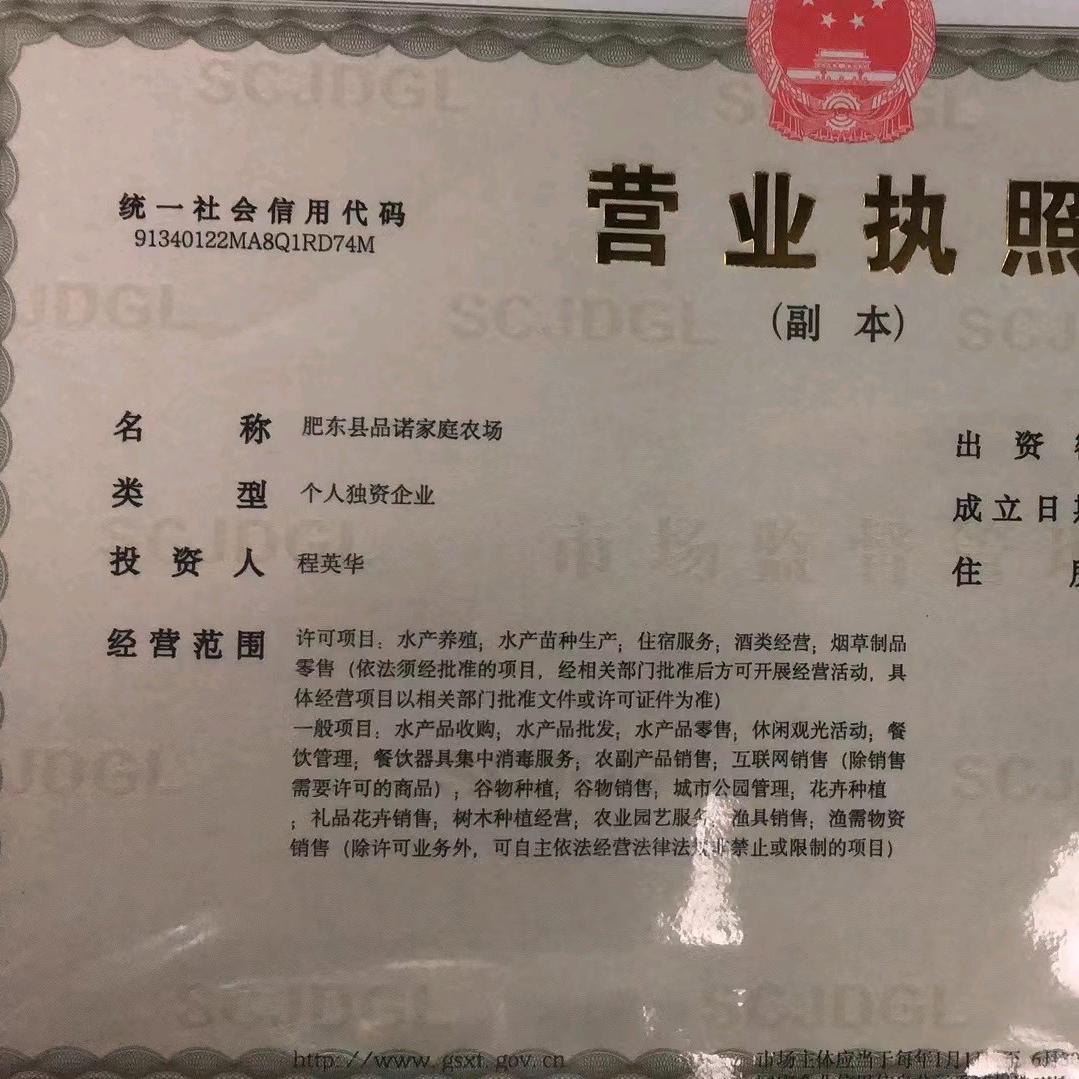 统一社会信用代码
91340122MA8Q1RD74M
营业执照
(副 本)
名 称 肥东县品诺家庭农场
类 型 个人独资企业
投 资 人 程英华
经营范围 许可项目:水产养殖;水产苗种生产;住宿服务;酒类经营;烟草制品
零售(依法须经批准的项目,经相关部门批准后方可开展经营活动,具
体经营项目以相关部门批准文件或许可证件为准)
一般项目:水产品收购;水产品批发;水产品零售;休闲观光活动;餐
饮管理;餐饮器具集中消毒服务;农副产品销售;互联网销售(除销售
需要许可的商品);谷物种植;谷物销售;城市公园管理;花卉种植
;礼品花卉销售;树木种植经营;农业园艺服务;渔具销售;渔需物资
销售(除许可业务外,可自主依法经营法律法规非禁止或限制的项目)
出 资
成立日期
住
SCJDGL
市场监督管
http://www.gsxt.gov.cn
市场主体应当于每年1月1日至 6月30